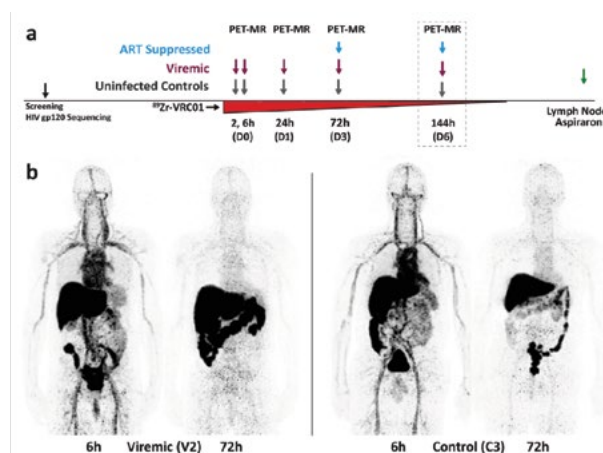 a
PET-MR PET-MR PET-MR PET-MR
ART Suppressed
Viremic
Uninfected Controls
Screening
HIV gp120 Sequencing
⁸⁹Zr-VRC01
2, 6h 24h 72h 144h
(D0) (D1) (D3) (D6)
Lymph Node
Aspiraron
b
6h Viremic (V2) 72h 6h Control (C3) 72h